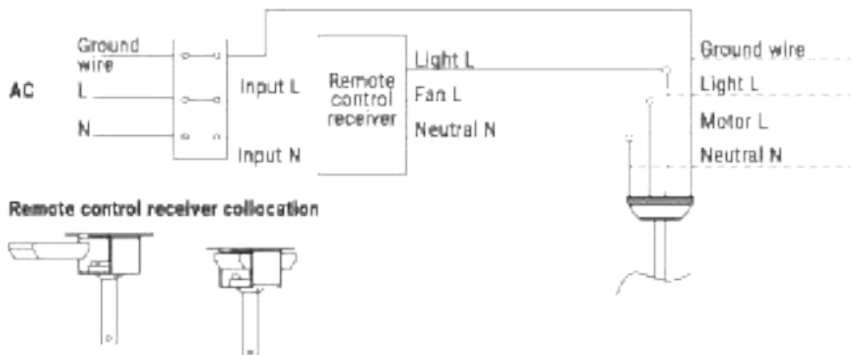 Ground wire
AC
L
N
Input L
Input N
Remote control receiver
Light L
Fan L
Neutral N
Ground wire
Light L
Motor L
Neutral N
Remote control receiver collocation